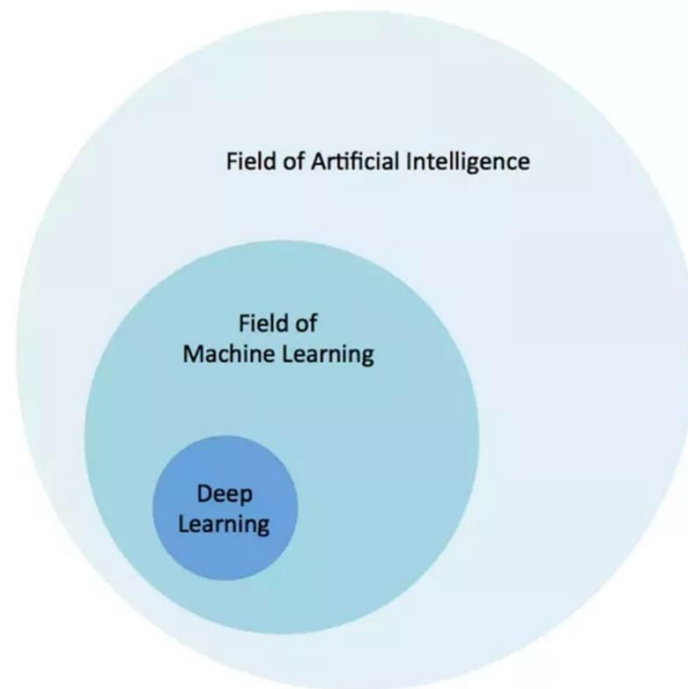 Field of Artificial Intelligence
Field of
Machine Learning
Deep
Learning